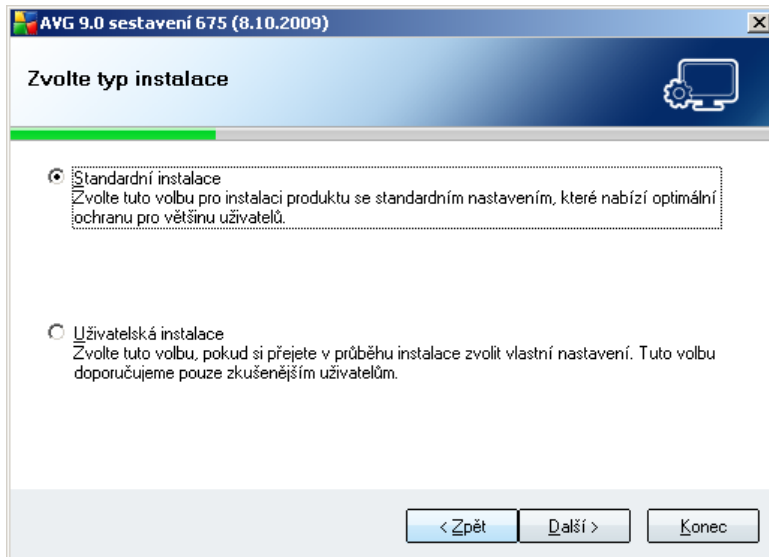 AVG 9.0 sestavení 675 (8.10.2009)
Zvolte typ instalace
Standardní instalace
Zvolte tuto volbu pro instalaci produktu se standardním nastavením, které nabízí optimální
ochranu pro většinu uživatelů.
Uživatelská instalace
Zvolte tuto volbu, pokud si přejete v průběhu instalace zvolit vlastní nastavení. Tuto volbu
doporučujeme pouze zkušenějším uživatelům.
< Zpět
Další >
Konec